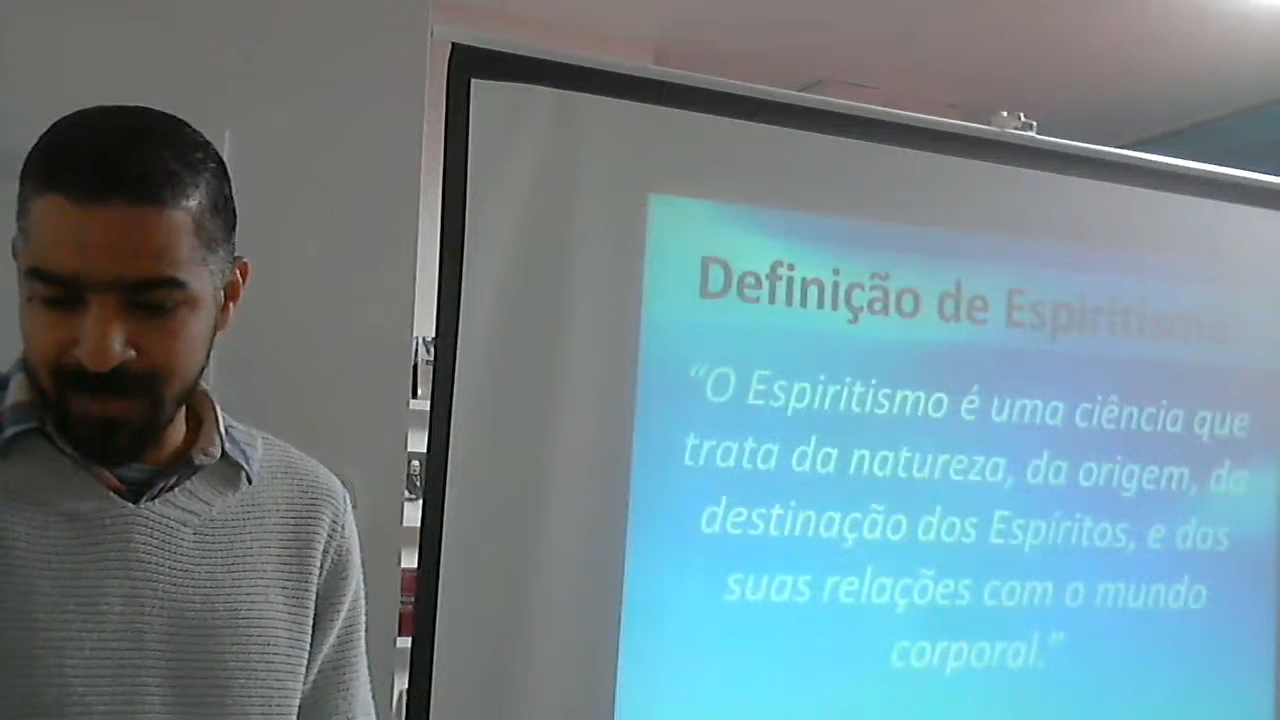 Definição de Espiritismo
“O Espiritismo é uma ciência que
trata da natureza, da origem, da
destinação dos Espíritos, e das
suas relações com o mundo
corporal.”